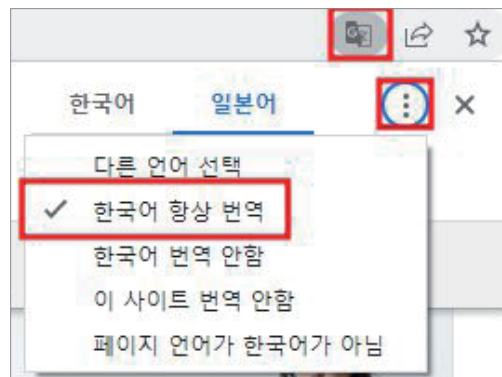 한국어 일본어
다른 언어 선택
한국어 항상 번역
한국어 번역 안함
이 사이트 번역 안함
페이지 언어가 한국어가 아님